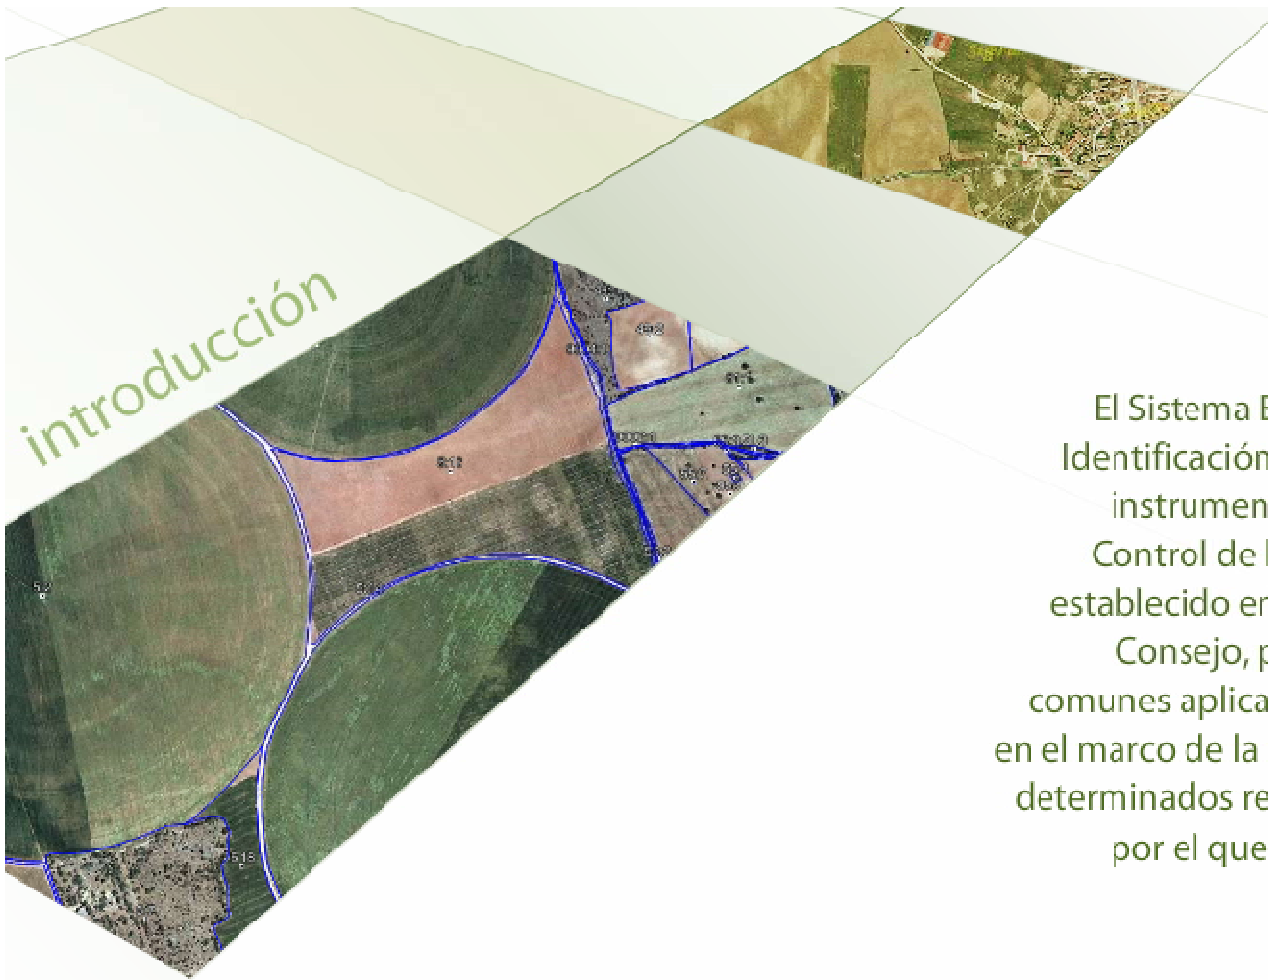 introducción
El Sistema
Identificación
instrumen
Control de
establecido en
Consejo, p
comunes aplica
en el marco de la
determinados re
por el que
518